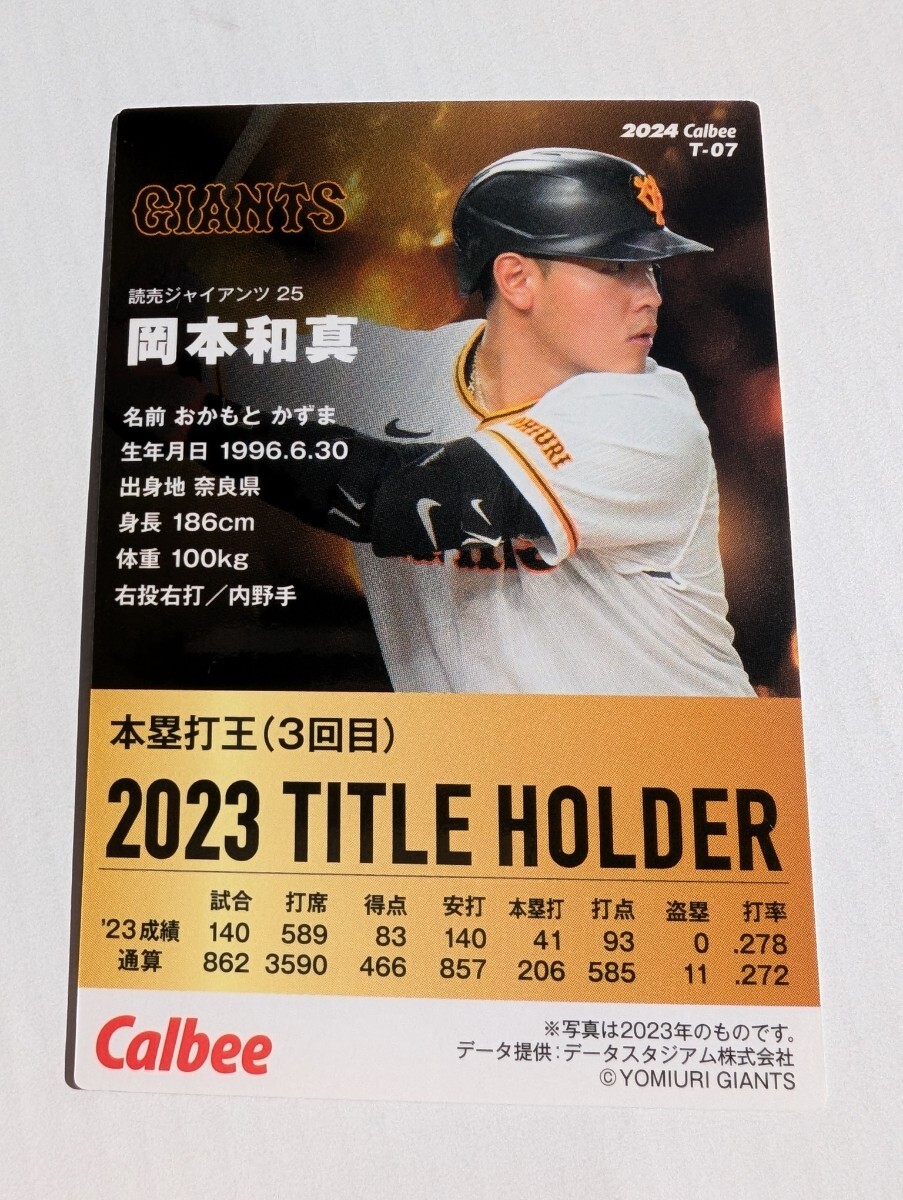 2024 Calbee
T-07
GIANTS
読売ジャイアンツ 25
岡本和真
名前 おかもと かずま
生年月日 1996.6.30
出身地 奈良県
身長 186cm
体重 100kg
右投右打／内野手
本塁打王(3回目)
2023 TITLE HOLDER
試合 打席 得点 安打 本塁打 打点 盗塁 打率
'23成績 140 589 83 140 41 93 0 .278
通算 862 3590 466 857 206 585 11 .272
Calbee
※写真は2023年のものです。
データ提供:データスタジアム株式会社
©YOMIURI GIANTS